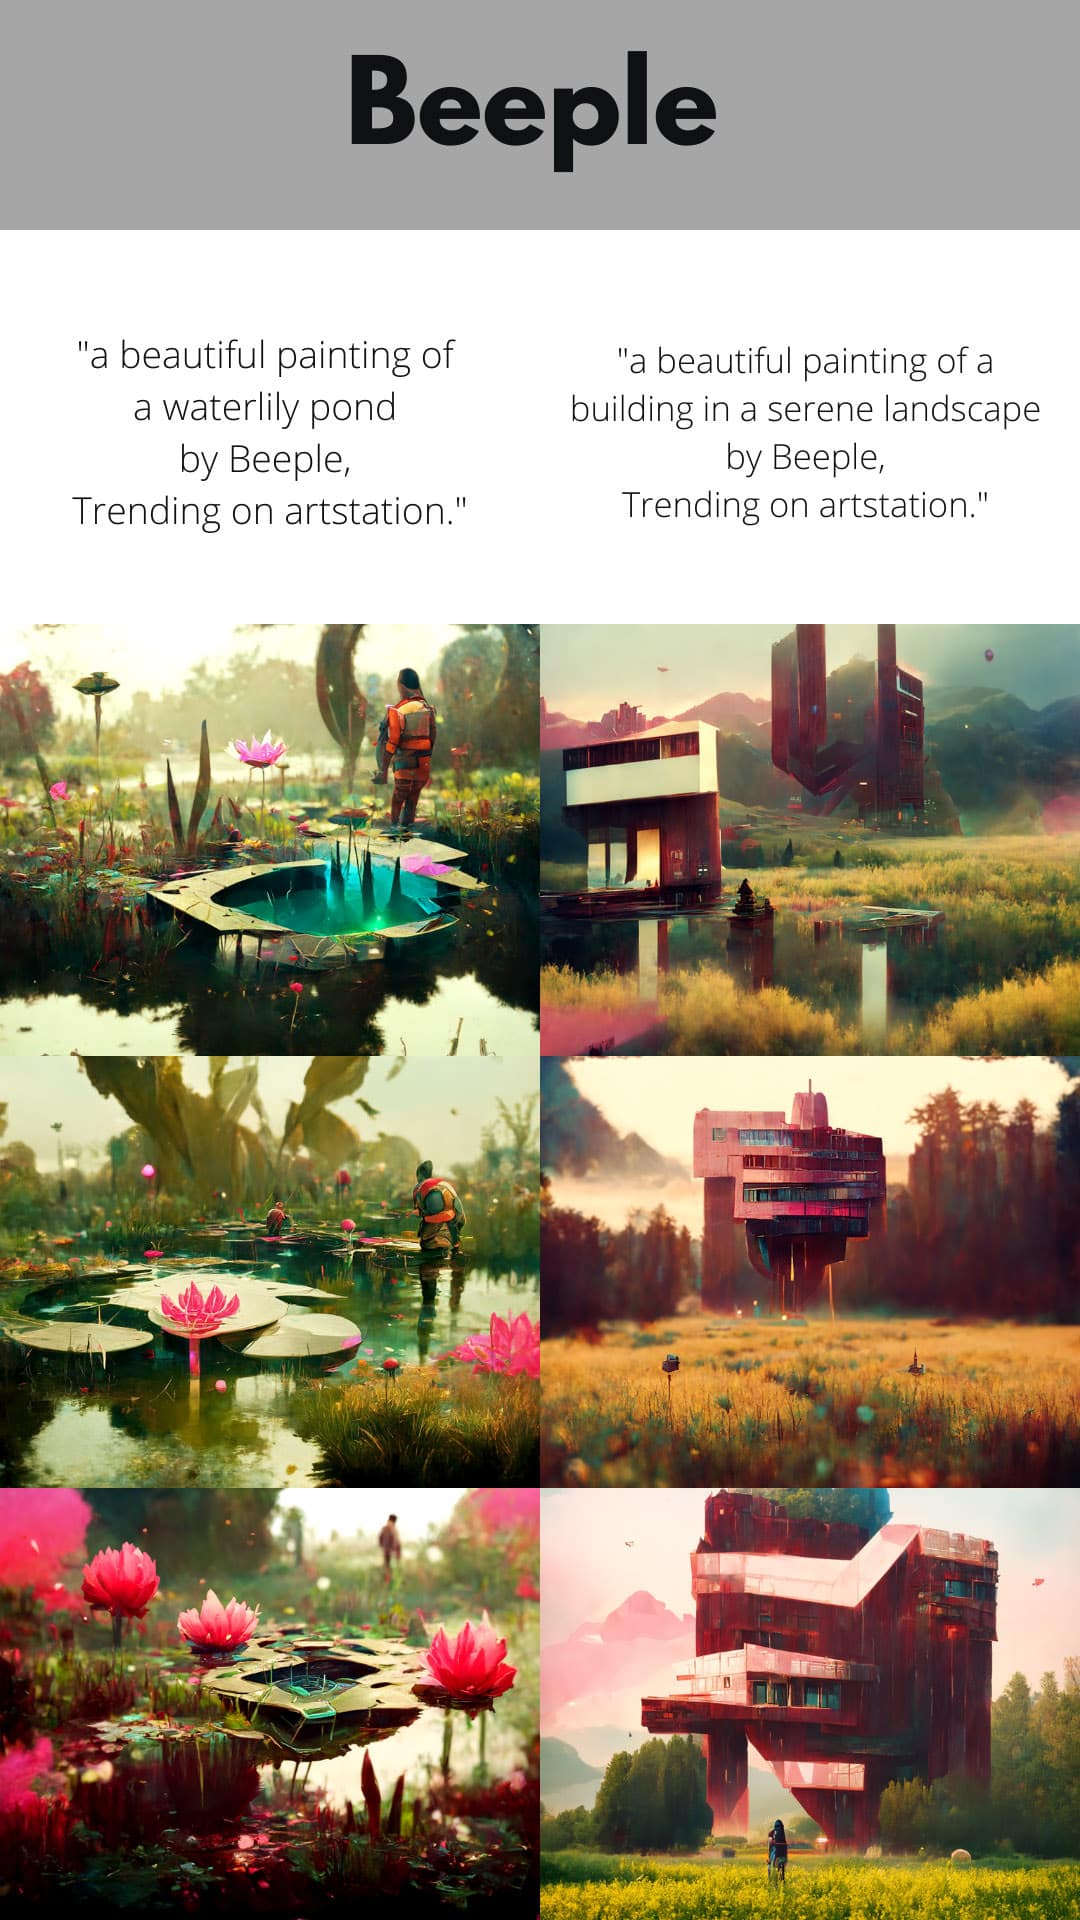 Beeple
"a beautiful painting of
a waterlily pond
by Beeple,
Trending on artstation."
"a beautiful painting of a
building in a serene landscape
by Beeple,
Trending on artstation."